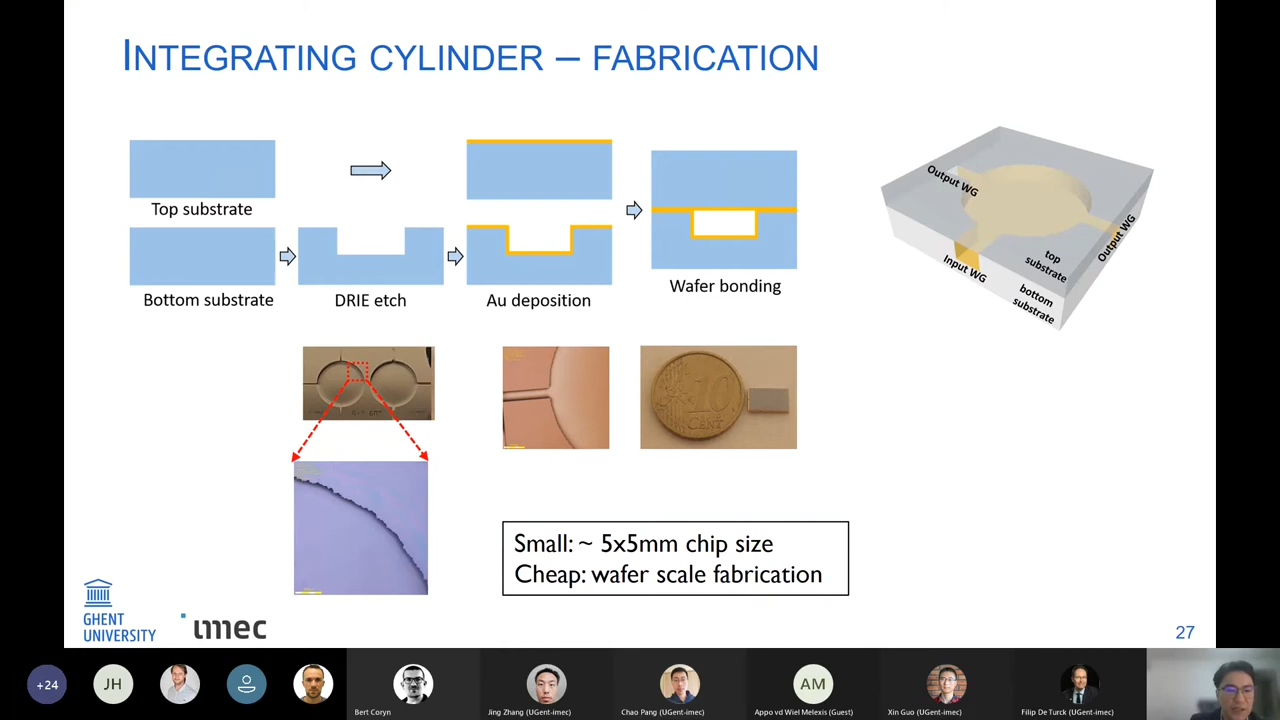 INTEGRATING CYLINDER – FABRICATION
Top substrate
Bottom substrate
DRIE etch
Au deposition
Wafer bonding
Output WG
Output WG
Input WG
top
substrate
bottom
substrate
10
CENT
Small: ~ 5x5mm chip size
Cheap: wafer scale fabrication
GHENT
UNIVERSITY
imec
27
+24
JH
AM
Bert Coryn
Jing Zhang (UGent-imec)
Chao Pang (UGent-imec)
Appo vd Wiel Melexis (Guest)
Xin Guo (UGent-imec)
Filip De Turck (UGent-imec)